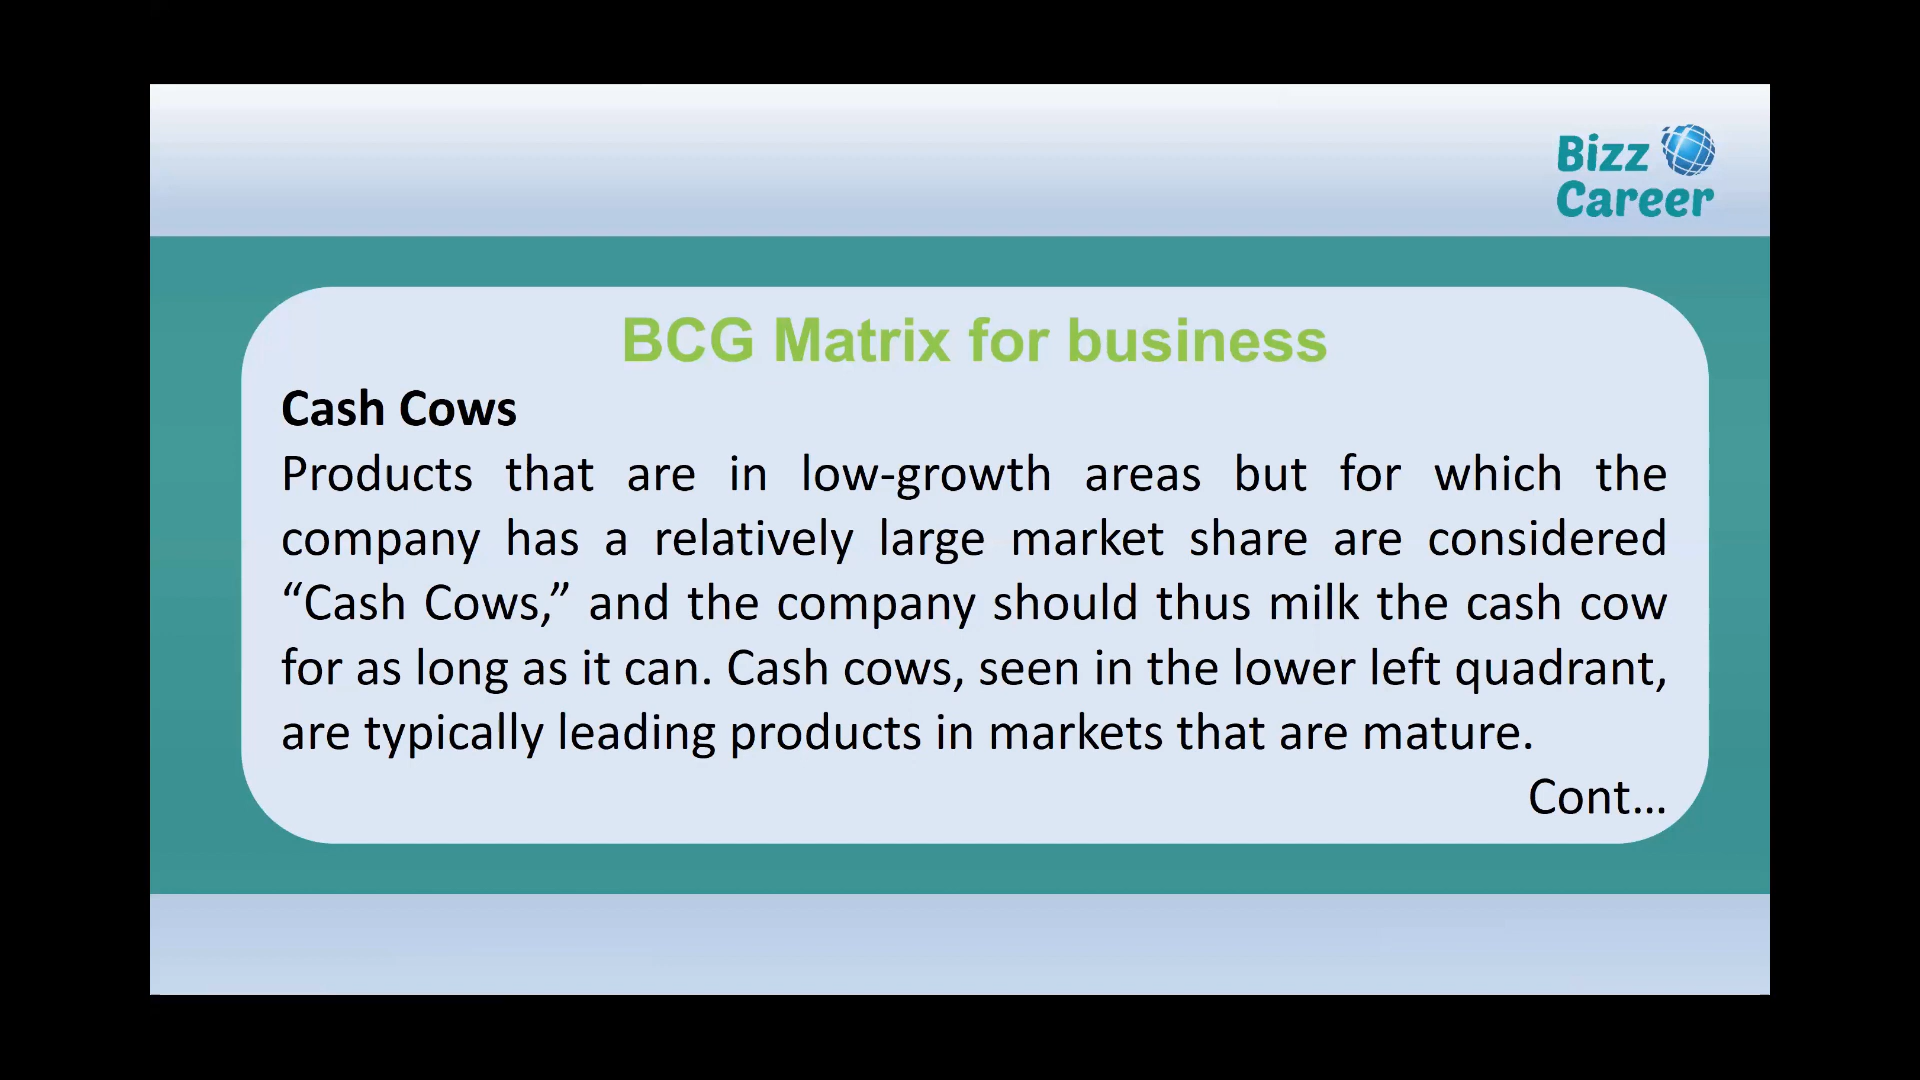 Bizz
Career
BCG Matrix for business
Cash Cows
Products that are in low-growth areas but for which the
company has a relatively large market share are considered
“Cash Cows,” and the company should thus milk the cash cow
for as long as it can. Cash cows, seen in the lower left quadrant,
are typically leading products in markets that are mature.
Cont…